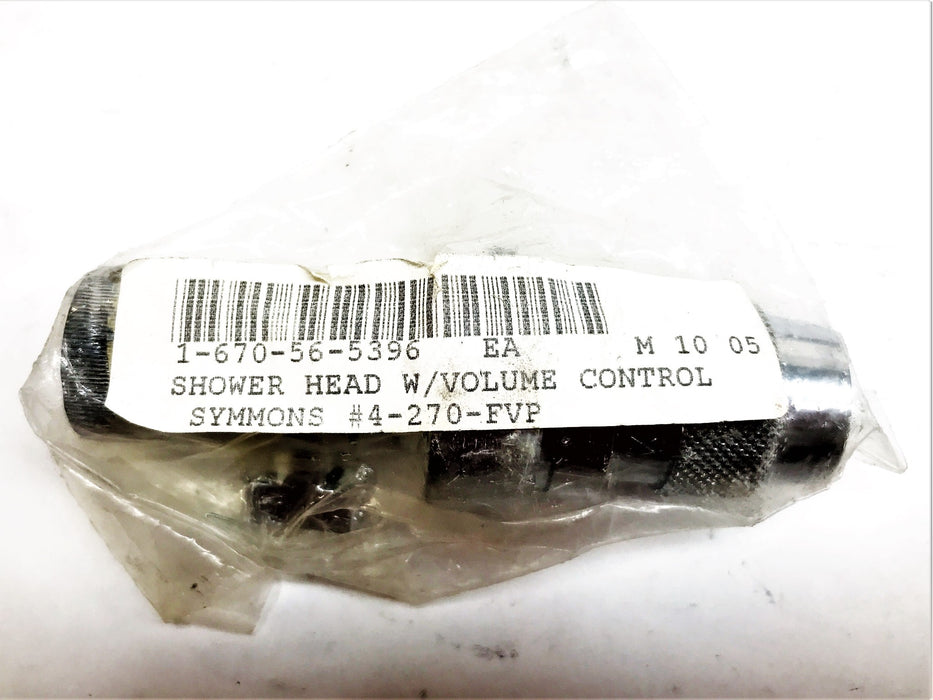 1-670-56-5396 EA M 10 05
SHOWER HEAD W/VOLUME CONTROL
SYMMONS #4-270-FVP